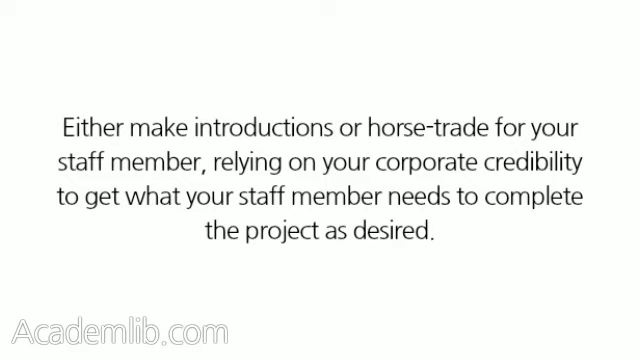 Either make introductions or horse-trade for your
staff member, relying on your corporate credibility
to get what your staff member needs to complete
the project as desired.
Academlib.com